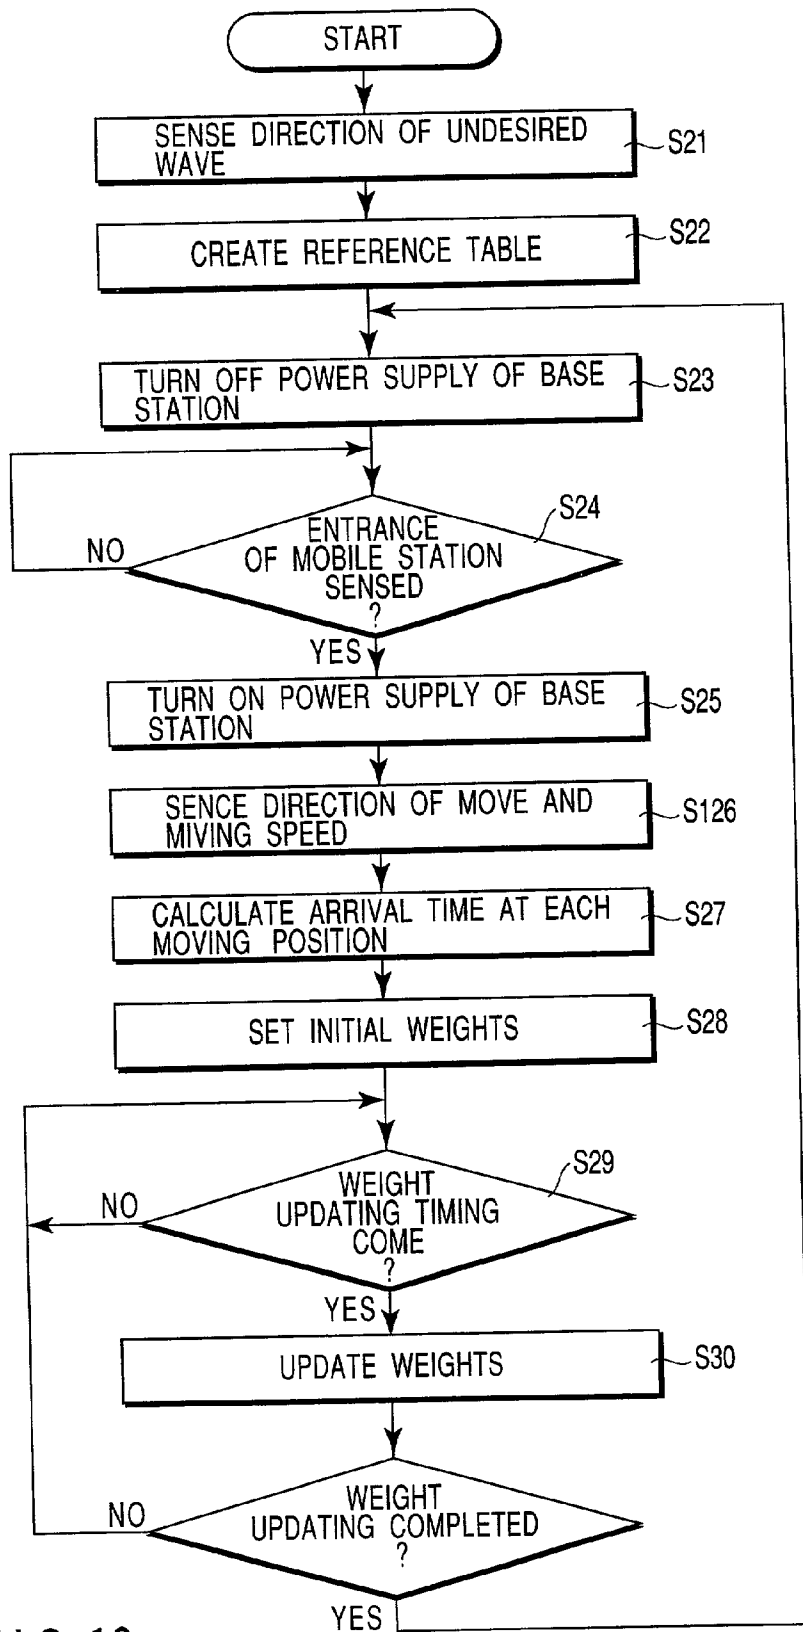 START
SENSE DIRECTION OF UNDESIRED
WAVE
S21
CREATE REFERENCE TABLE
S22
TURN OFF POWER SUPPLY OF BASE
STATION
S23
ENTRANCE
OF MOBILE STATION
SENSED
?
S24
NO
YES
TURN ON POWER SUPPLY OF BASE
STATION
S25
SENCE DIRECTION OF MOVE AND
MIVING SPEED
S126
CALCULATE ARRIVAL TIME AT EACH
MOVING POSITION
S27
SET INITIAL WEIGHTS
S28
WEIGHT
UPDATING TIMING
COME
?
S29
NO
YES
UPDATE WEIGHTS
S30
WEIGHT
UPDATING COMPLETED
?
NO
YES